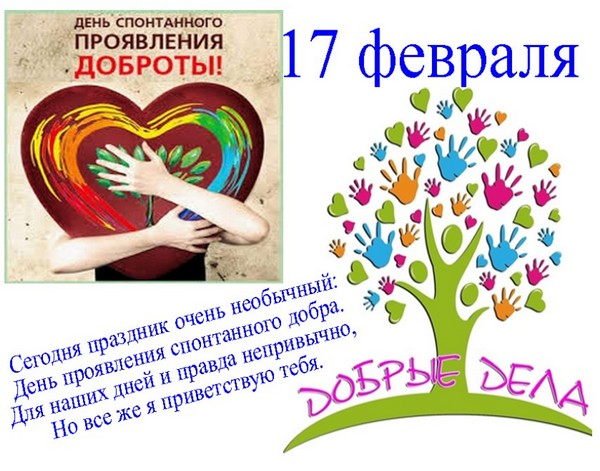 ДЕНЬ СПОНТАННОГО
ПРОЯВЛЕНИЯ
ДОБРОТЫ!
17 февраля
Сегодня праздник очень необычный:
День проявления спонтанного добра.
Для наших дней и правда непривычно,
Но все же я приветствую тебя.
ДОБРЫЕ ДЕЛА